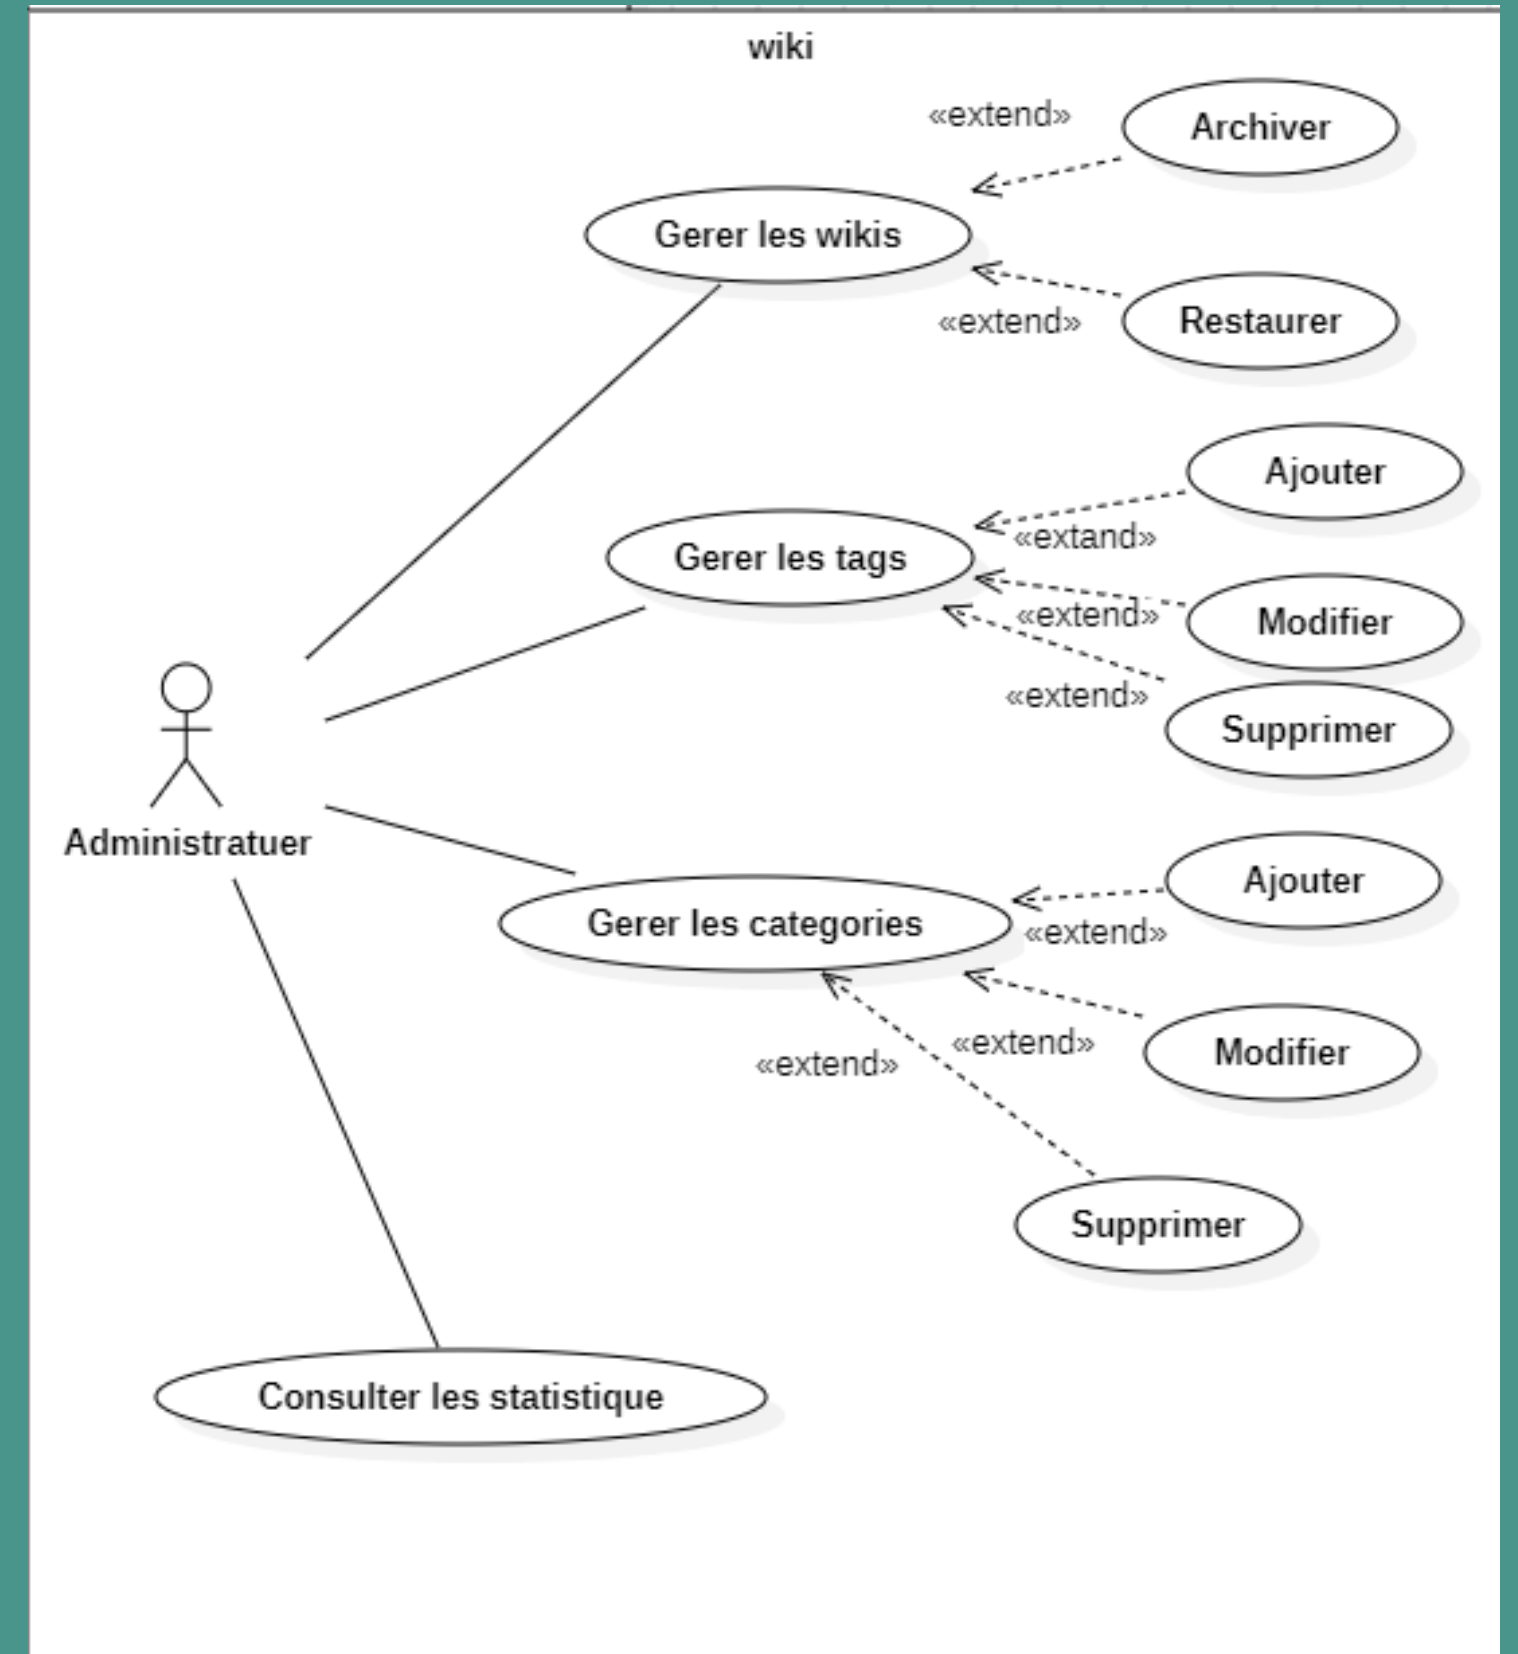 wiki
«extend»
Archiver
Gerer les wikis
«extend»
Restaurer
Ajouter
«extand»
Gerer les tags
«extend»
Modifier
«extend»
Supprimer
Administratuer
Ajouter
Gerer les categories
«extend»
«extend»
Modifier
«extend»
Supprimer
Consulter les statistique